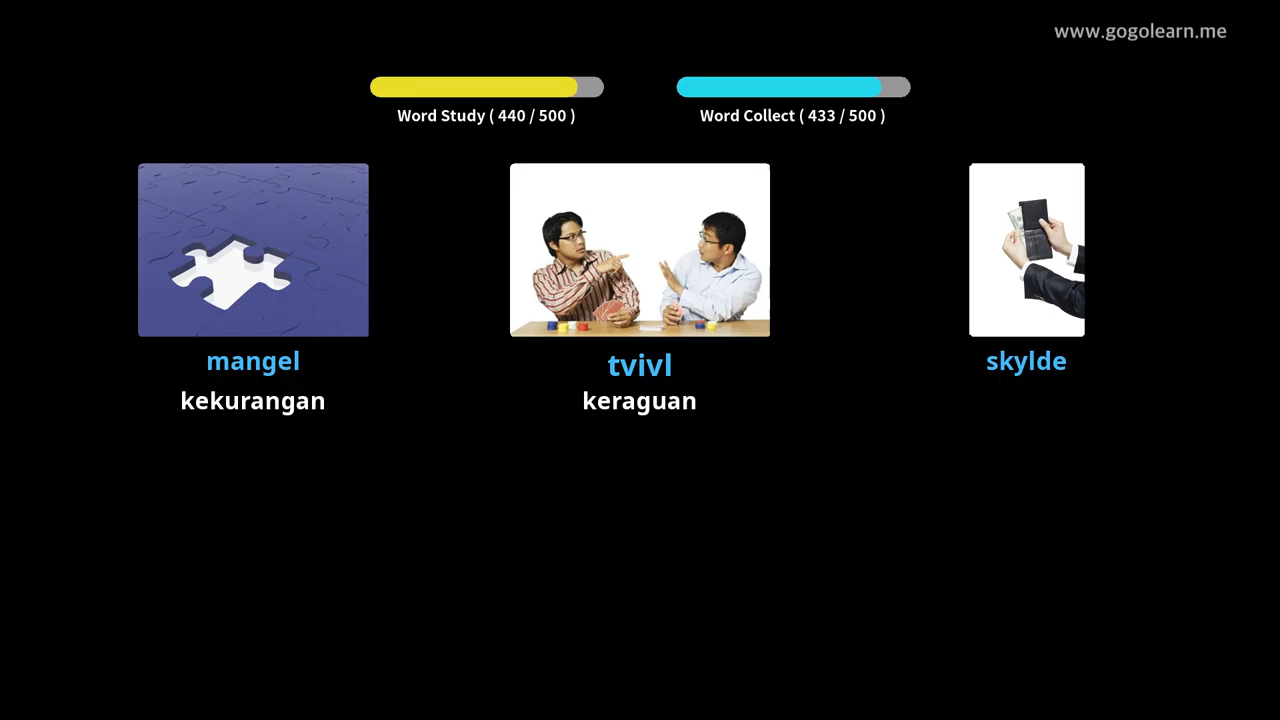 www.gogolearn.me
Word Study ( 440 / 500 )
Word Collect ( 433 / 500 )
mangel
tvivl
skylde
kekurangan
keraguan